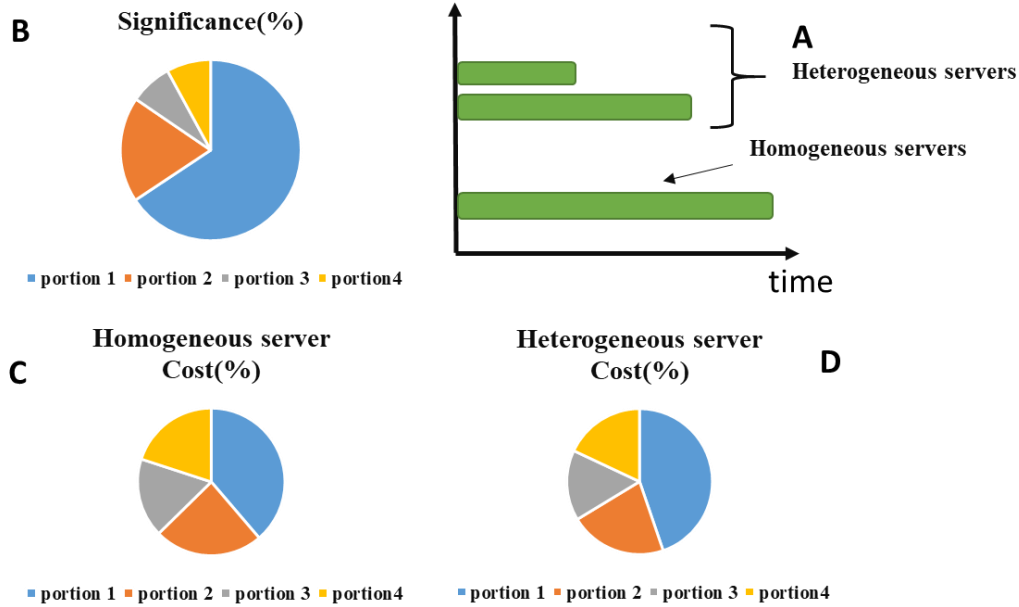 B
Significance(%)
portion 1 portion 2 portion 3 portion4
A
Heterogeneous servers
Homogeneous servers
time
C
Homogeneous server
Cost(%)
portion 1 portion 2 portion 3 portion4
Heterogeneous server
Cost(%)
D
portion 1 portion 2 portion 3 portion4